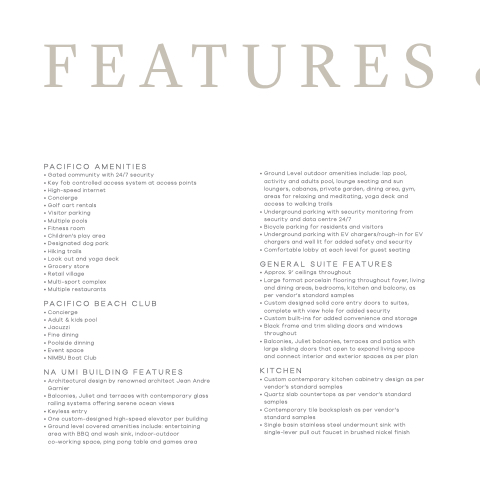 FEATURES
PACIFICO AMENITIES
• Gated community with 24/7 security
• Key fob controlled access system at access points
• High-speed internet
• Concierge
• Golf cart rentals
• Visitor parking
• Multiple pools
• Fitness room
• Children's play area
• Designated dog park
• Hiking trails
• Look out and yoga deck
• Grocery store
• Retail village
• Multi-sport complex
• Multiple restaurants
PACIFICO BEACH CLUB
• Concierge
• Adult & kids pool
• Jacuzzi
• Fine dining
• Poolside dining
• Event space
• NIMBU Boat Club
NA UMI BUILDING FEATURES
• Architectural design by renowned architect Jean Andre
Garnier
• Balconies, Juliet and terraces with contemporary glass
rolling systems offering serene ocean views
• Keyless entry
• One custom-designed high-speed elevator per building
• Ground level covered amenities include: entertaining
area with BBQ and wash sink, indoor-outdoor
co-working space, ping pong table and games area
• Ground Level outdoor amenities include: lap pool,
activity and adults pool, lounge seating and sun
loungers, cabanas, private garden, dining area, gym,
areas for relaxing and meditating, yoga deck and
access to walking trails
• Underground parking with security monitoring from
security and data centre 24/7
• Bicycle parking for residents and visitors
• Underground parking with EV chargers/rough-in for EV
chargers and well lit for added safety and security
• Comfortable lobby at each level for guest seating
GENERAL SUITE FEATURES
• Approx. 9' ceilings throughout
• Large format porcelain flooring throughout foyer, living
and dining areas, bedrooms, kitchen and balcony, as
per vendor's standard samples
• Custom designed solid core entry doors to suites,
complete with view hole for added security
• Custom built-ins for added convenience and storage
• Black frame and trim sliding doors and windows
throughout
• Balconies, Juliet balconies, terraces and patios with
large sliding doors that open to expand living space
and connect interior and exterior spaces as per plan
KITCHEN
• Custom contemporary kitchen cabinetry design as per
vendor's standard samples
• Quartz slab countertops as per vendor's standard
samples
• Contemporary tile backsplash as per vendor's
standard samples
• Single basin stainless steel undermount sink with
single-lever pull out faucet in brushed nickel finish